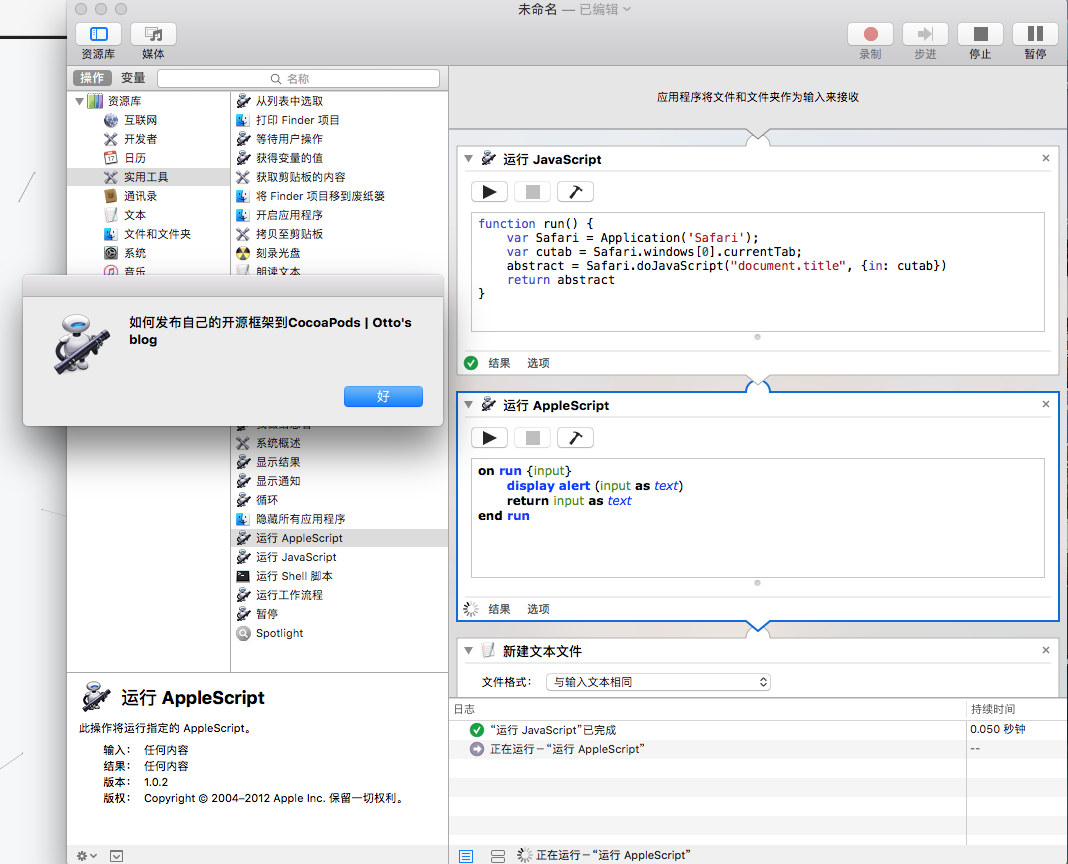 未命名 — 已编辑
资源库
媒体
录制
步进
停止
暂停
操作
变量
名称
资源库
互联网
开发者
日历
实用工具
通讯录
文本
文件和文件夹
系统
音乐
从列表中选取
打印 Finder 项目
等待用户操作
获得变量的值
获取剪贴板的内容
将 Finder 项目移到废纸篓
开启应用程序
拷贝至剪贴板
刻录光盘
朗读文本
系统概述
显示结果
显示通知
循环
隐藏所有应用程序
运行 AppleScript
运行 JavaScript
运行 Shell 脚本
运行工作流程
暂停
Spotlight
如何发布自己的开源框架到CocoaPods | Otto's
blog
好
运行 AppleScript
此操作将运行指定的 AppleScript。
输入： 任何内容
结果： 任何内容
版本： 1.0.2
版权： Copyright © 2004–2012 Apple Inc. 保留一切权利。
应用程序将文件和文件夹作为输入来接收
运行 JavaScript
function run() {
var Safari = Application('Safari');
var cutab = Safari.windows[0].currentTab;
abstract = Safari.doJavaScript("document.title", {in: cutab})
return abstract
}
结果 选项
运行 AppleScript
on run {input}
display alert (input as text)
return input as text
end run
结果 选项
新建文本文件
文件格式： 与输入文本相同
日志 持续时间
“运行 JavaScript”已完成 0.050 秒钟
正在运行－“运行 AppleScript” --
正在运行－“运行 AppleScript”